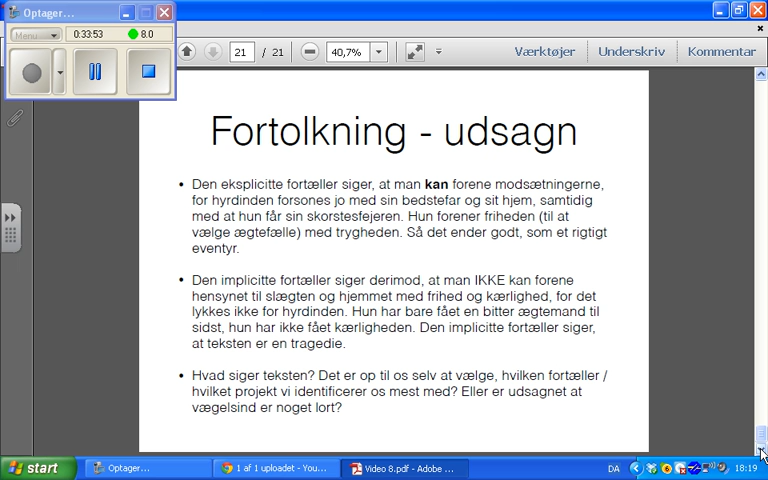 Optager...
Menu
0:33:53
8.0
21 / 21
40,7%
Værktøjer
Underskriv
Kommentar
Fortolkning - udsagn
• Den eksplicitte fortæller siger, at man kan forene modsætningerne,
for hyrdinden forsones jo med sin bedstefar og sit hjem, samtidig
med at hun får sin skorstesfejeren. Hun forener friheden (til at
vælge ægtefælle) med trygheden. Så det ender godt, som et rigtigt
eventyr.
• Den implicitte fortæller siger derimod, at man IKKE kan forene
hensynet til slægten og hjemmet med frihed og kærlighed, for det
lykkes ikke for hyrdinden. Hun har bare fået en bitter ægtemand til
sidst, hun har ikke fået kærligheden. Den implicitte fortæller siger,
at teksten er en tragedie.
• Hvad siger teksten? Det er op til os selv at vælge, hvilken fortæller /
hvilket projekt vi identificerer os mest med? Eller er udsagnet at
vægelsind er noget lort?
start
Optager...
1 af 1 uploadet - You...
Video 8.pdf - Adobe ...
DA
18:19